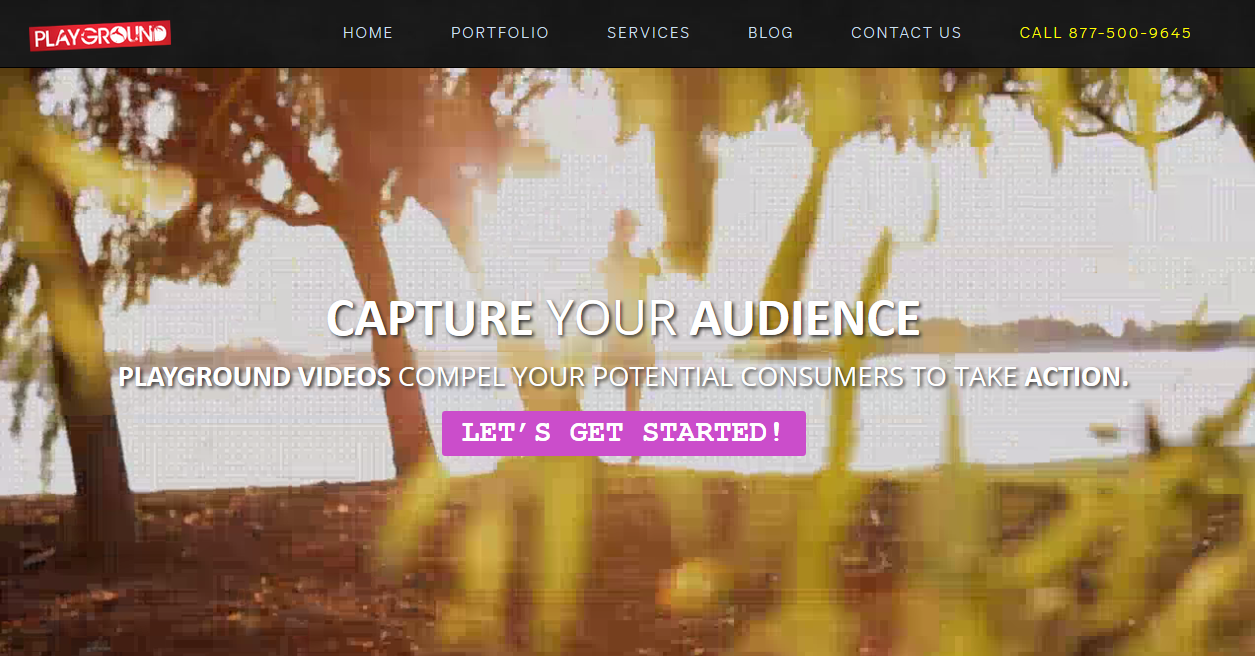 PLAYGROUND
HOME PORTFOLIO SERVICES BLOG CONTACT US CALL 877-500-9645
CAPTURE YOUR AUDIENCE
PLAYGROUND VIDEOS COMPEL YOUR POTENTIAL CONSUMERS TO TAKE ACTION.
LET'S GET STARTED!